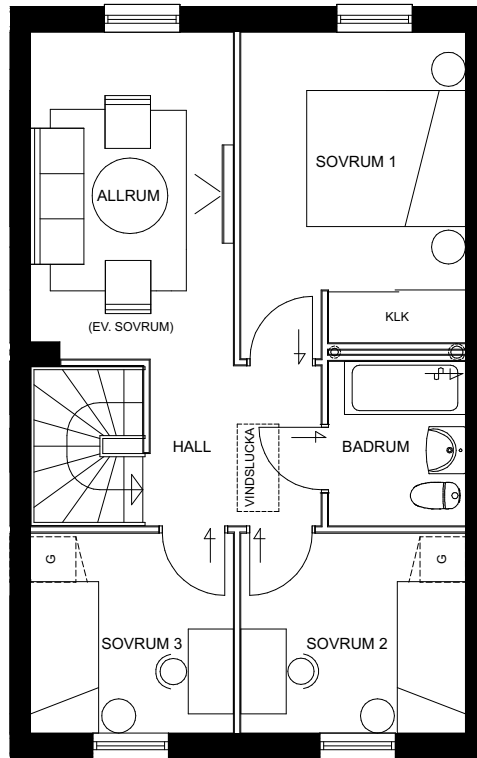 SOVRUM 1
ALLRUM
KLK
(EV. SOVRUM)
HALL
VINDSLUCKA
BADRUM
G
G
SOVRUM 3
SOVRUM 2